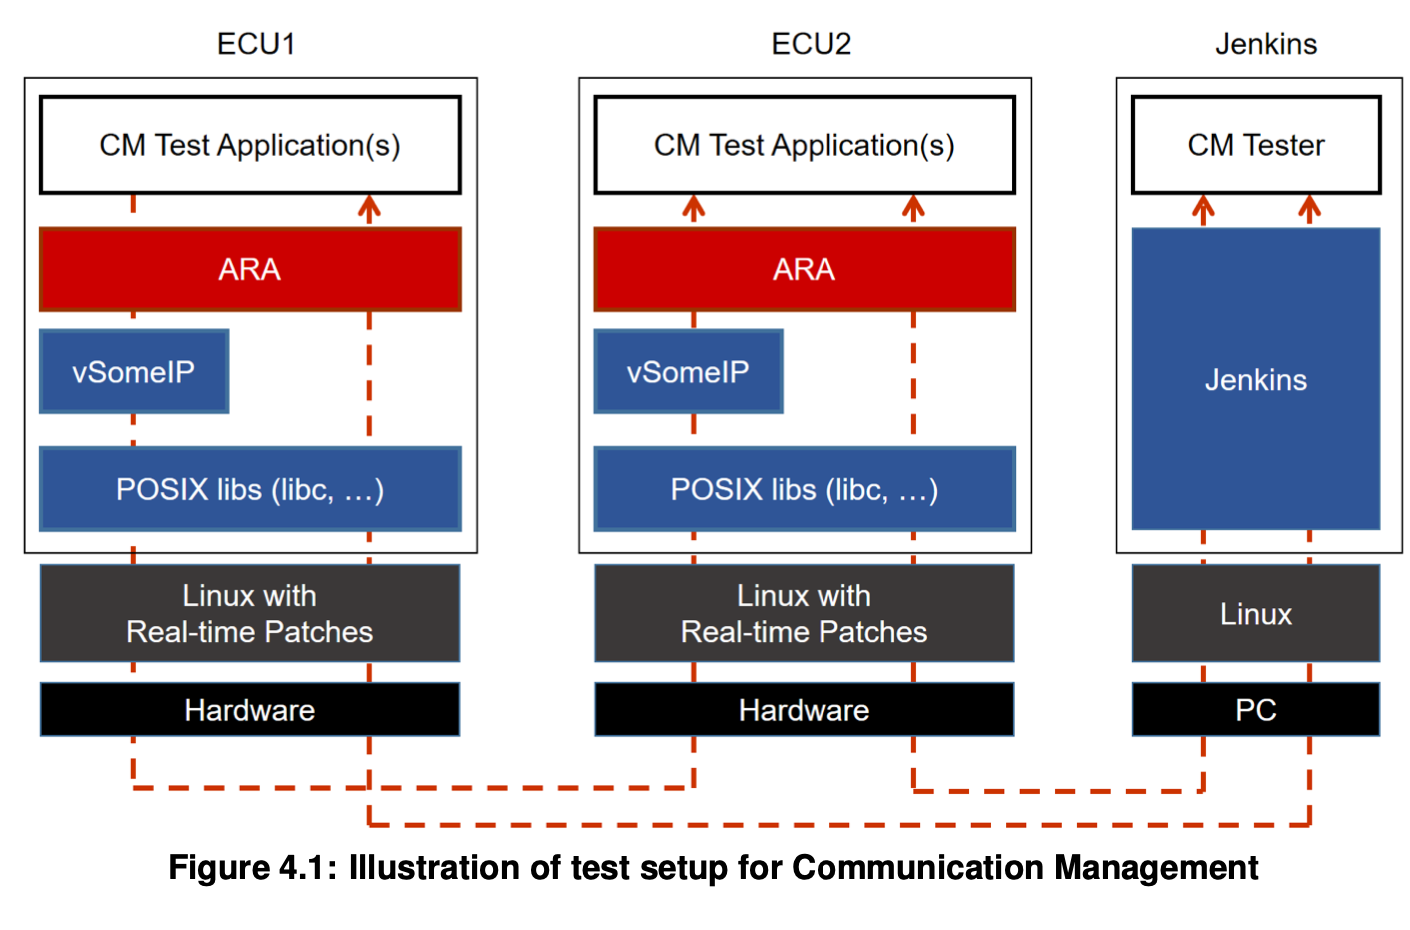 ECU1
CM Test Application(s)
ARA
vSomeIP
POSIX libs (libc, …)
Linux with
Real-time Patches
Hardware
ECU2
CM Test Application(s)
ARA
vSomeIP
POSIX libs (libc, …)
Linux with
Real-time Patches
Hardware
Jenkins
CM Tester
Jenkins
Linux
PC
Figure 4.1: Illustration of test setup for Communication Management